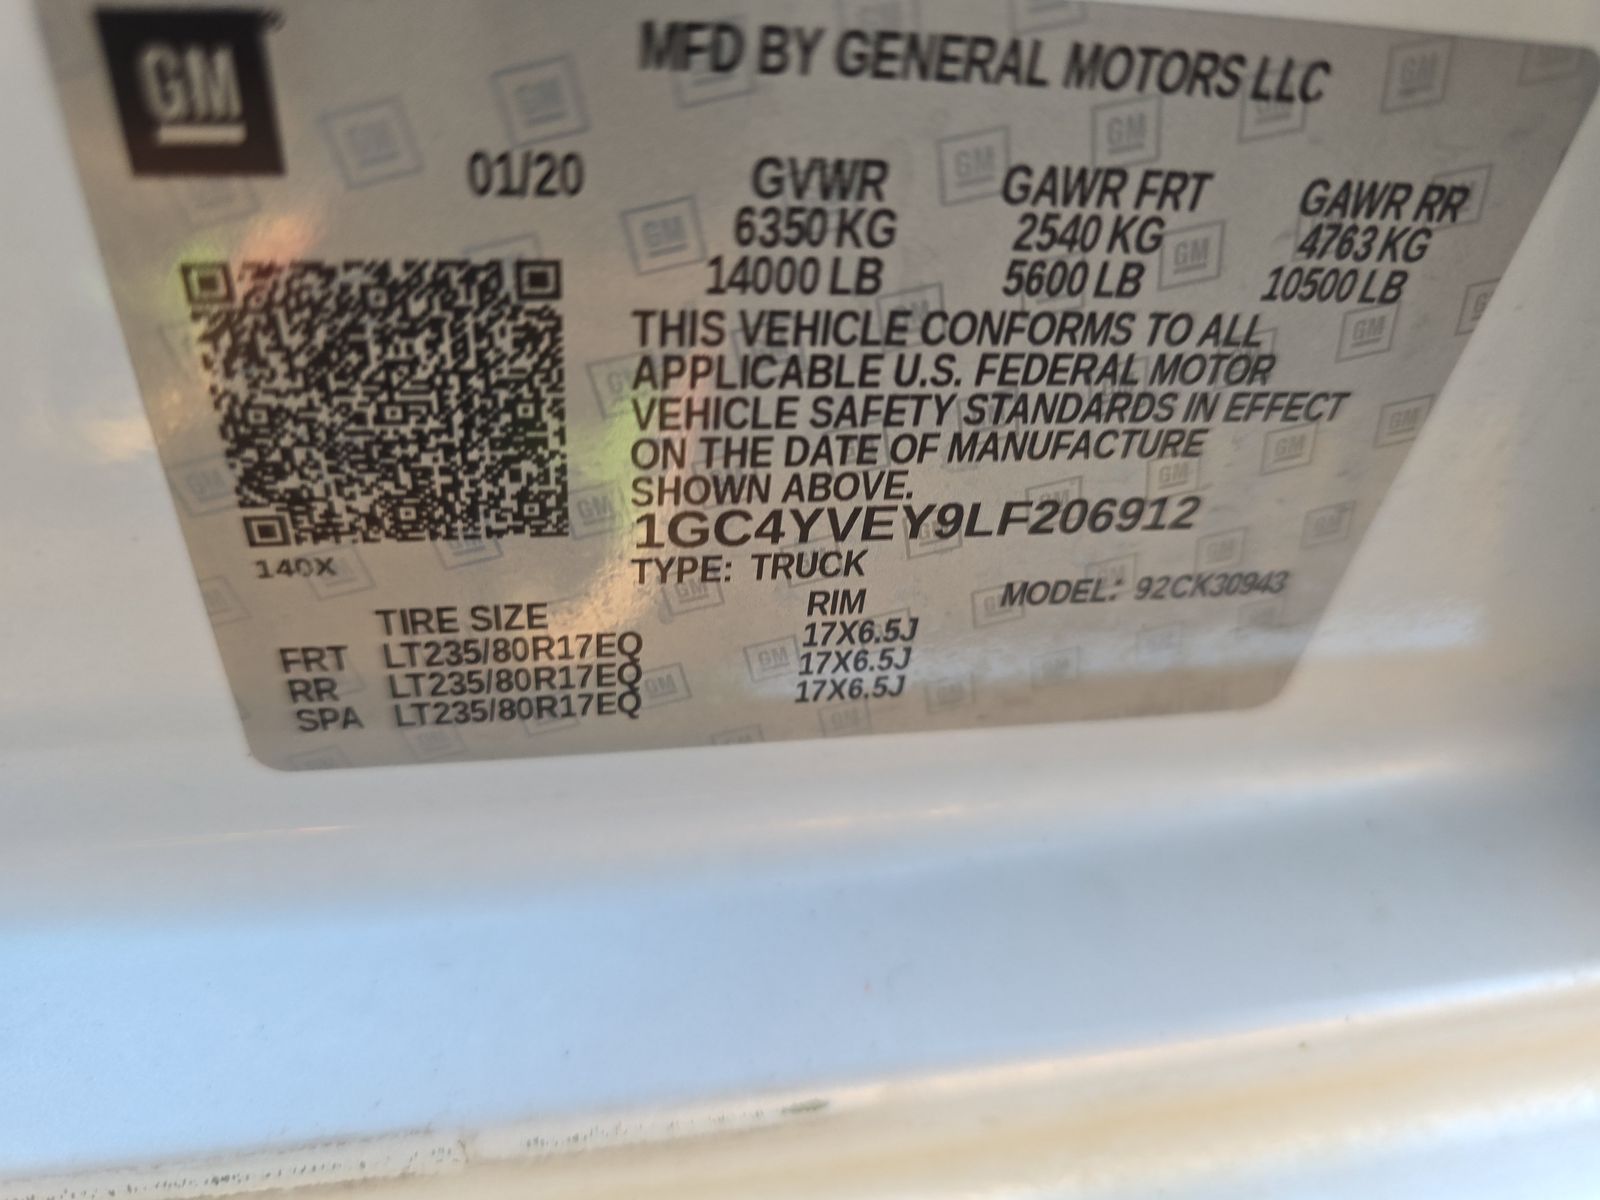 GM
MFD BY GENERAL MOTORS LLC
01/20
GVWR GAWR FRT GAWR RR
6350 KG 2540 KG 4763 KG
14000 LB 5600 LB 10500 LB
THIS VEHICLE CONFORMS TO ALL
APPLICABLE U.S. FEDERAL MOTOR
VEHICLE SAFETY STANDARDS IN EFFECT
ON THE DATE OF MANUFACTURE
SHOWN ABOVE.
1GC4YVEY9LF206912
140X
TYPE: TRUCK
MODEL: 92CK30943
TIRE SIZE RIM
FRT LT235/80R17EQ 17X6.5J
RR LT235/80R17EQ 17X6.5J
SPA LT235/80R17EQ 17X6.5J